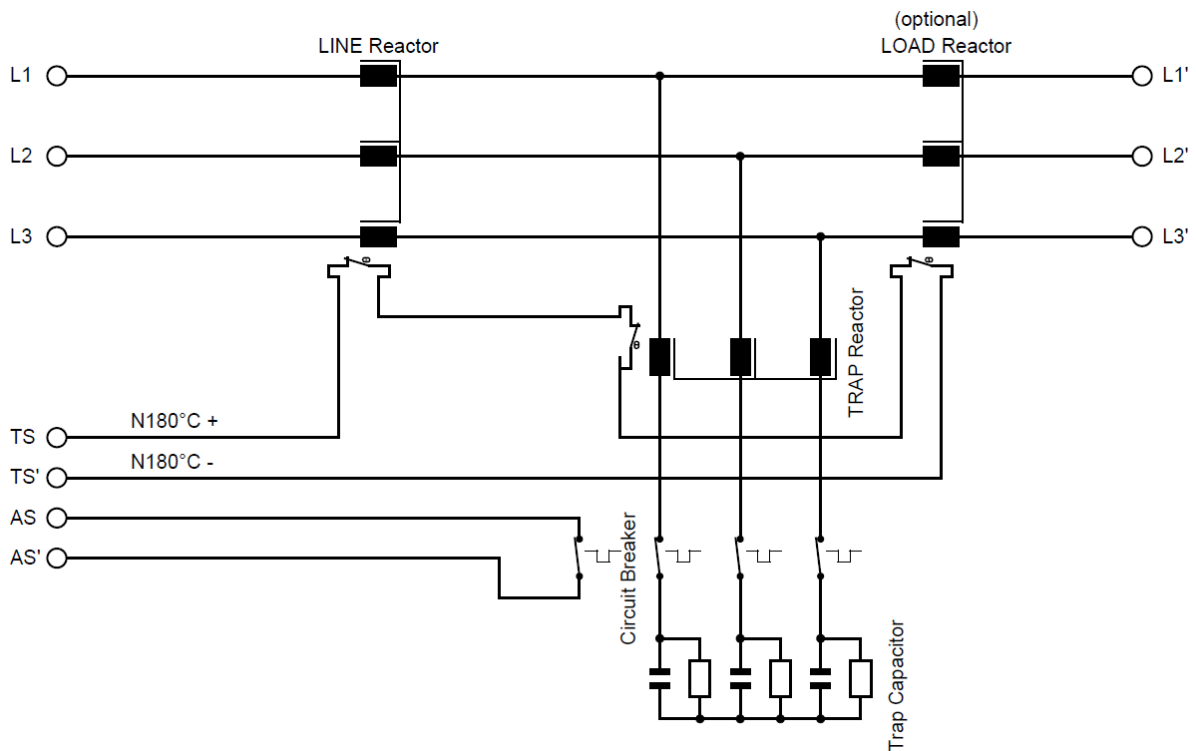 (optional)
LINE Reactor
LOAD Reactor
L1
L1'
L2
L2'
L3
L3'
θ
θ
θ
TRAP Reactor
TS
N180°C +
TS'
N180°C -
AS
AS'
Circuit Breaker
Trap Capacitor